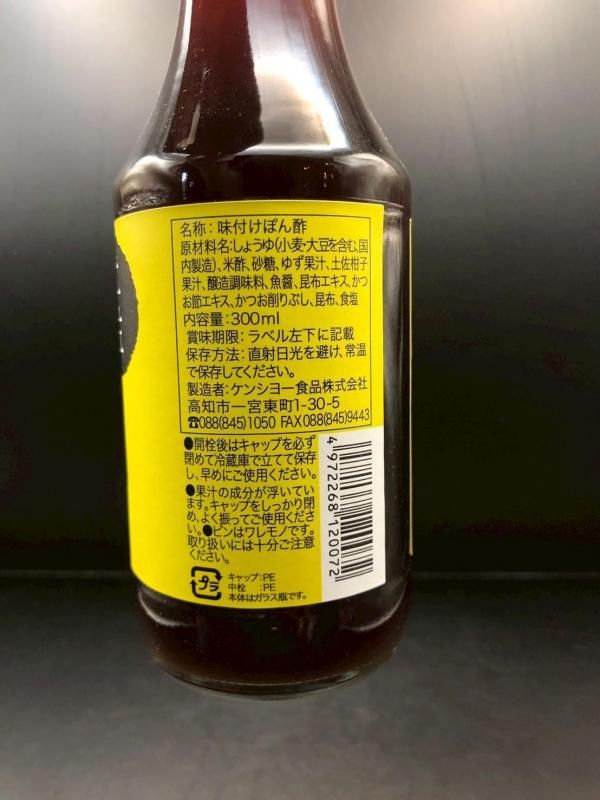 名称：味付けぽん酢
原材料名：しょうゆ(小麦・大豆を含む、国
内製造)、米酢、砂糖、ゆず果汁、土佐柑子
果汁、醸造調味料、魚醤、昆布エキス、かつ
お節エキス、かつお削りぶし、昆布、食塩
内容量：300ml
賞味期限：ラベル左下に記載
保存方法：直射日光を避け、常温
で保存してください。
製造者：ケンシヨー食品株式会社
高知市一宮東町1-30-5
☎088(845)1050 FAX088(845)9443
●開栓後はキャップを必ず
閉めて冷蔵庫で立てて保存
し、早めにご使用ください。
●果汁の成分が浮いてい
ます。キャップをしっかり閉
め、よく振ってご使用くださ
い。●ビンはワレモノです。
取り扱いには十分ご注意
ください。
プラ
キャップ：PE
中栓：PE
本体はガラス瓶です。
4972268120072